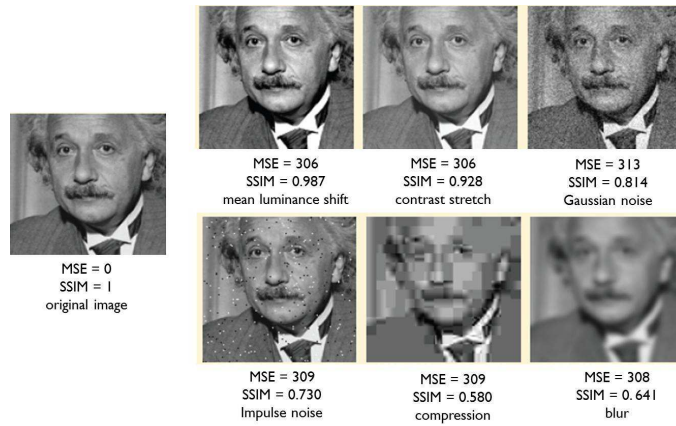 MSE = 0
SSIM = 1
original image
MSE = 306
SSIM = 0.987
mean luminance shift
MSE = 306
SSIM = 0.928
contrast stretch
MSE = 313
SSIM = 0.814
Gaussian noise
MSE = 309
SSIM = 0.730
Impulse noise
MSE = 309
SSIM = 0.580
compression
MSE = 308
SSIM = 0.641
blur